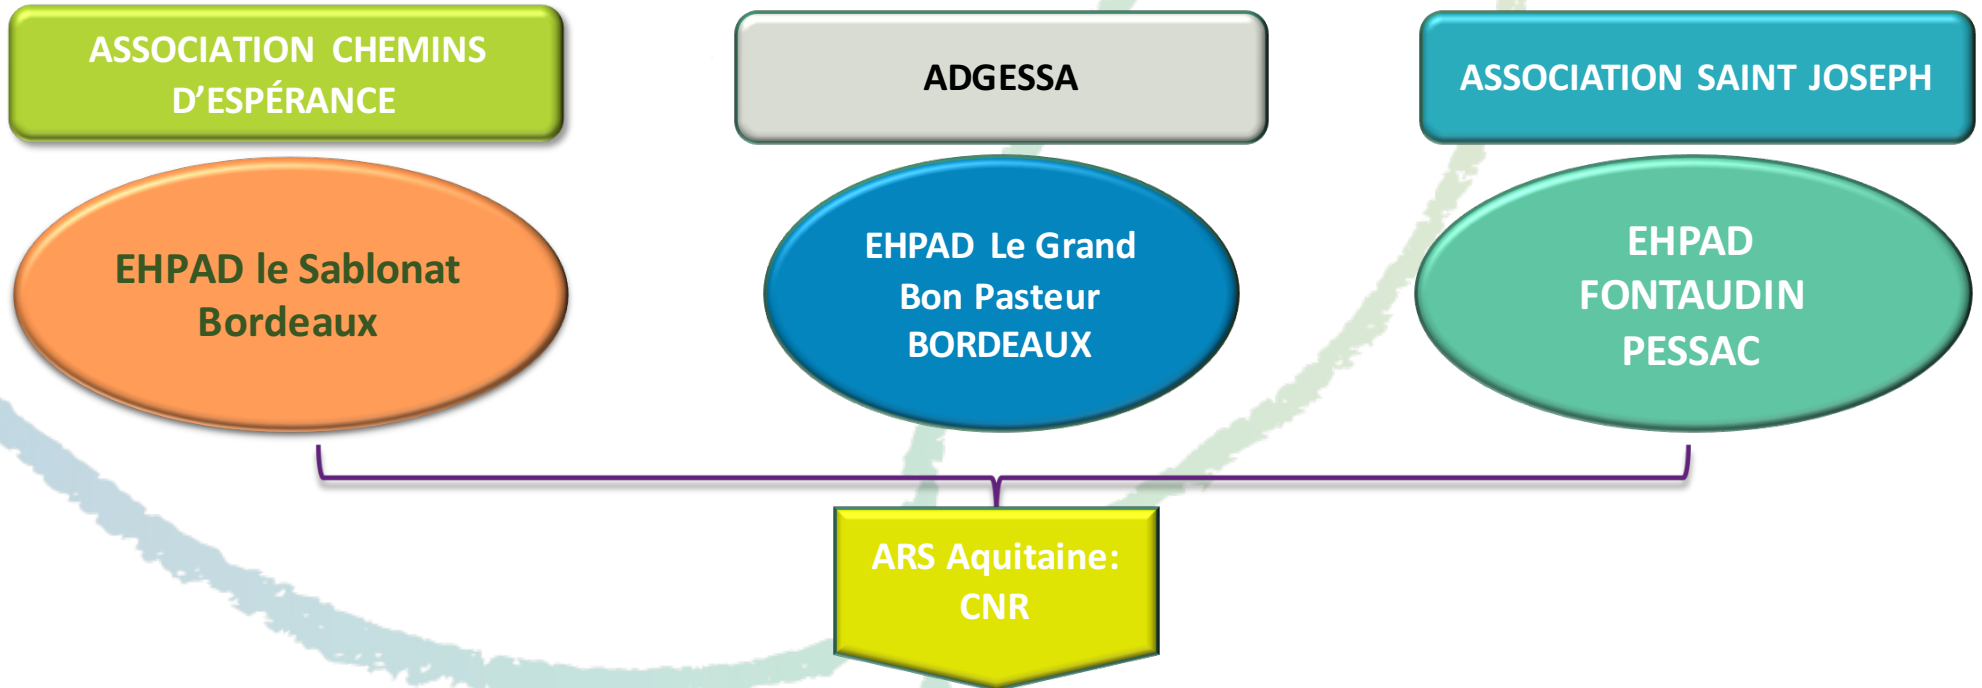 ASSOCIATION CHEMINS
D’ESPÉRANCE
ADGESSA
ASSOCIATION SAINT JOSEPH
EHPAD le Sablonat
Bordeaux
EHPAD Le Grand
Bon Pasteur
BORDEAUX
EHPAD
FONTAUDIN
PESSAC
ARS Aquitaine:
CNR